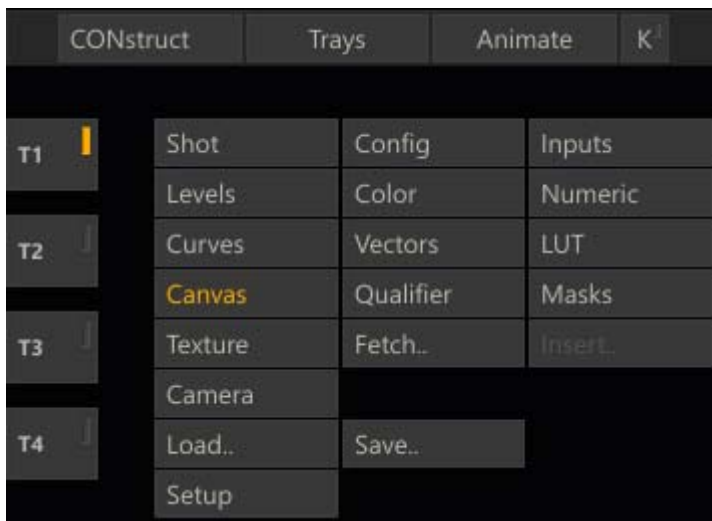 CONstruct Trays Animate K
T1 Shot Config Inputs
Levels Color Numeric
T2 Curves Vectors LUT
Canvas Qualifier Masks
T3 Texture Fetch.. Insert..
Camera
T4 Load.. Save..
Setup